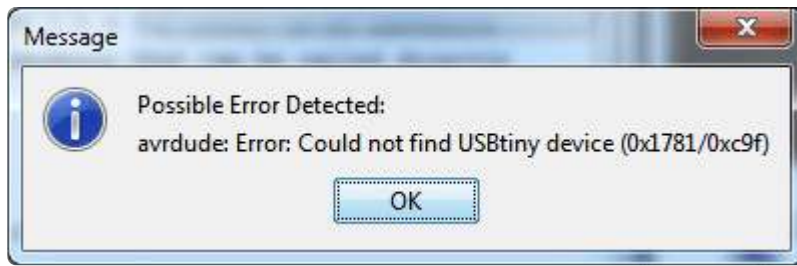 Message
Possible Error Detected:
avrdude: Error: Could not find USBtiny device (0x1781/0xc9f)
OK